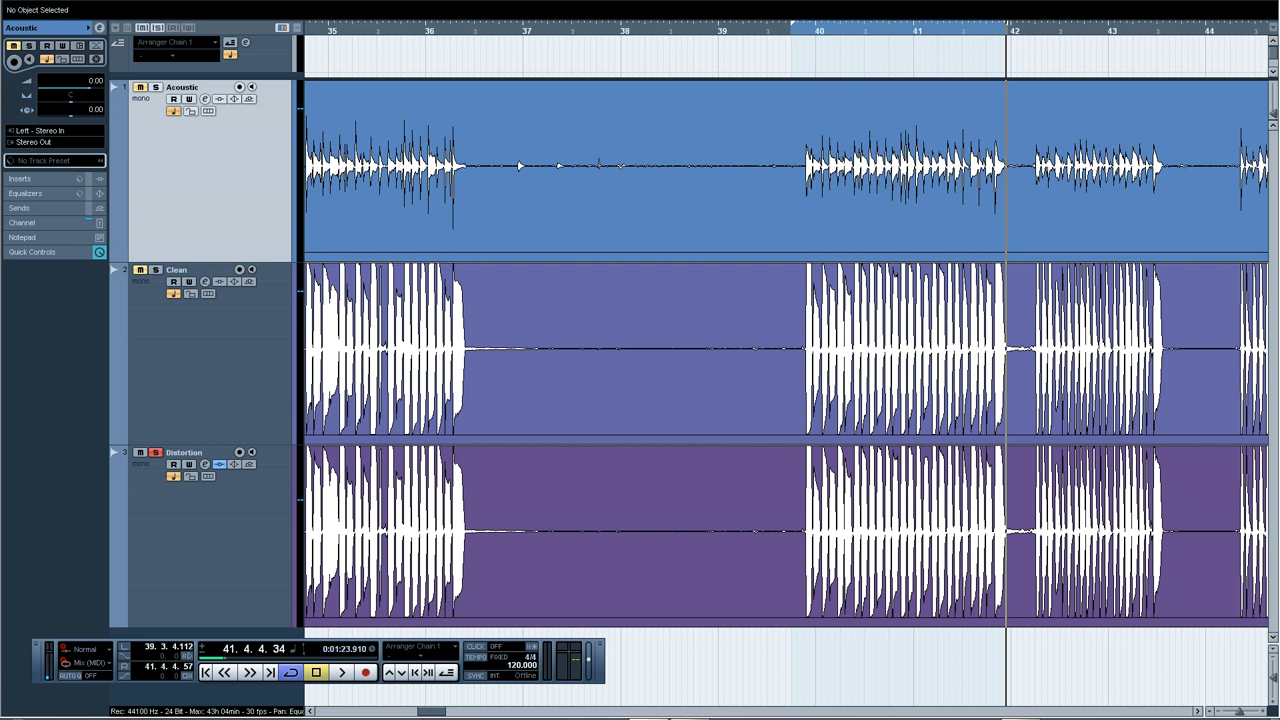 No Object Selected
Acoustic
e
M S R W
0.00
C
0.00
Left - Stereo In
Stereo Out
No Track Preset
Inserts
Equalizers
Sends
Channel
Notepad
Quick Controls
M S R W
Arranger Chain 1
35 36 37 38 39 40 41 42 43 44
1 M S Acoustic
mono R W e
2 M S Clean
mono R W e
3 M S Distortion
mono R W e
Normal
Mix (MIDI)
AUTO Q OFF
L 39. 3. 4.112
0. 0
R 41. 4. 4. 57
0. 0
41. 4. 4. 34
0:01:23.910
Arranger Chain 1
CLICK OFF
TEMPO FIXED 4/4
120.000
SYNC INT. Offline
Rec: 44100 Hz - 24 Bit - Max: 43h 04min - 30 fps - Pan: Equa